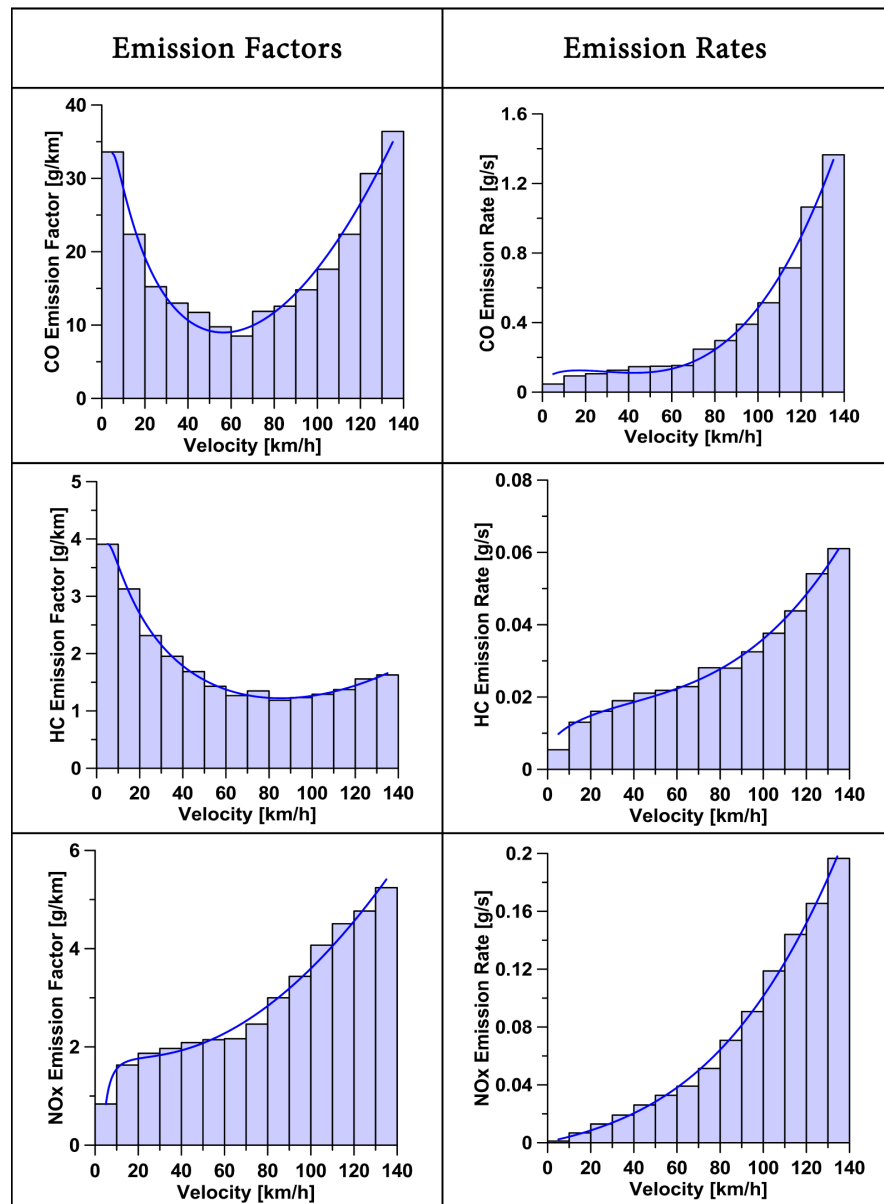 Emission Factors
Emission Rates
CO Emission Factor [g/km]
40
30
20
10
0
0 20 40 60 80 100 120 140
Velocity [km/h]
CO Emission Rate [g/s]
1.6
1.2
0.8
0.4
0
0 20 40 60 80 100 120 140
Velocity [km/h]
HC Emission Factor [g/km]
5
4
3
2
1
0
0 20 40 60 80 100 120 140
Velocity [km/h]
HC Emission Rate [g/s]
0.08
0.06
0.04
0.02
0
0 20 40 60 80 100 120 140
Velocity [km/h]
NOx Emission Factor [g/km]
6
4
2
0
0 20 40 60 80 100 120 140
Velocity [km/h]
NOx Emission Rate [g/s]
0.2
0.16
0.12
0.08
0.04
0
0 20 40 60 80 100 120 140
Velocity [km/h]